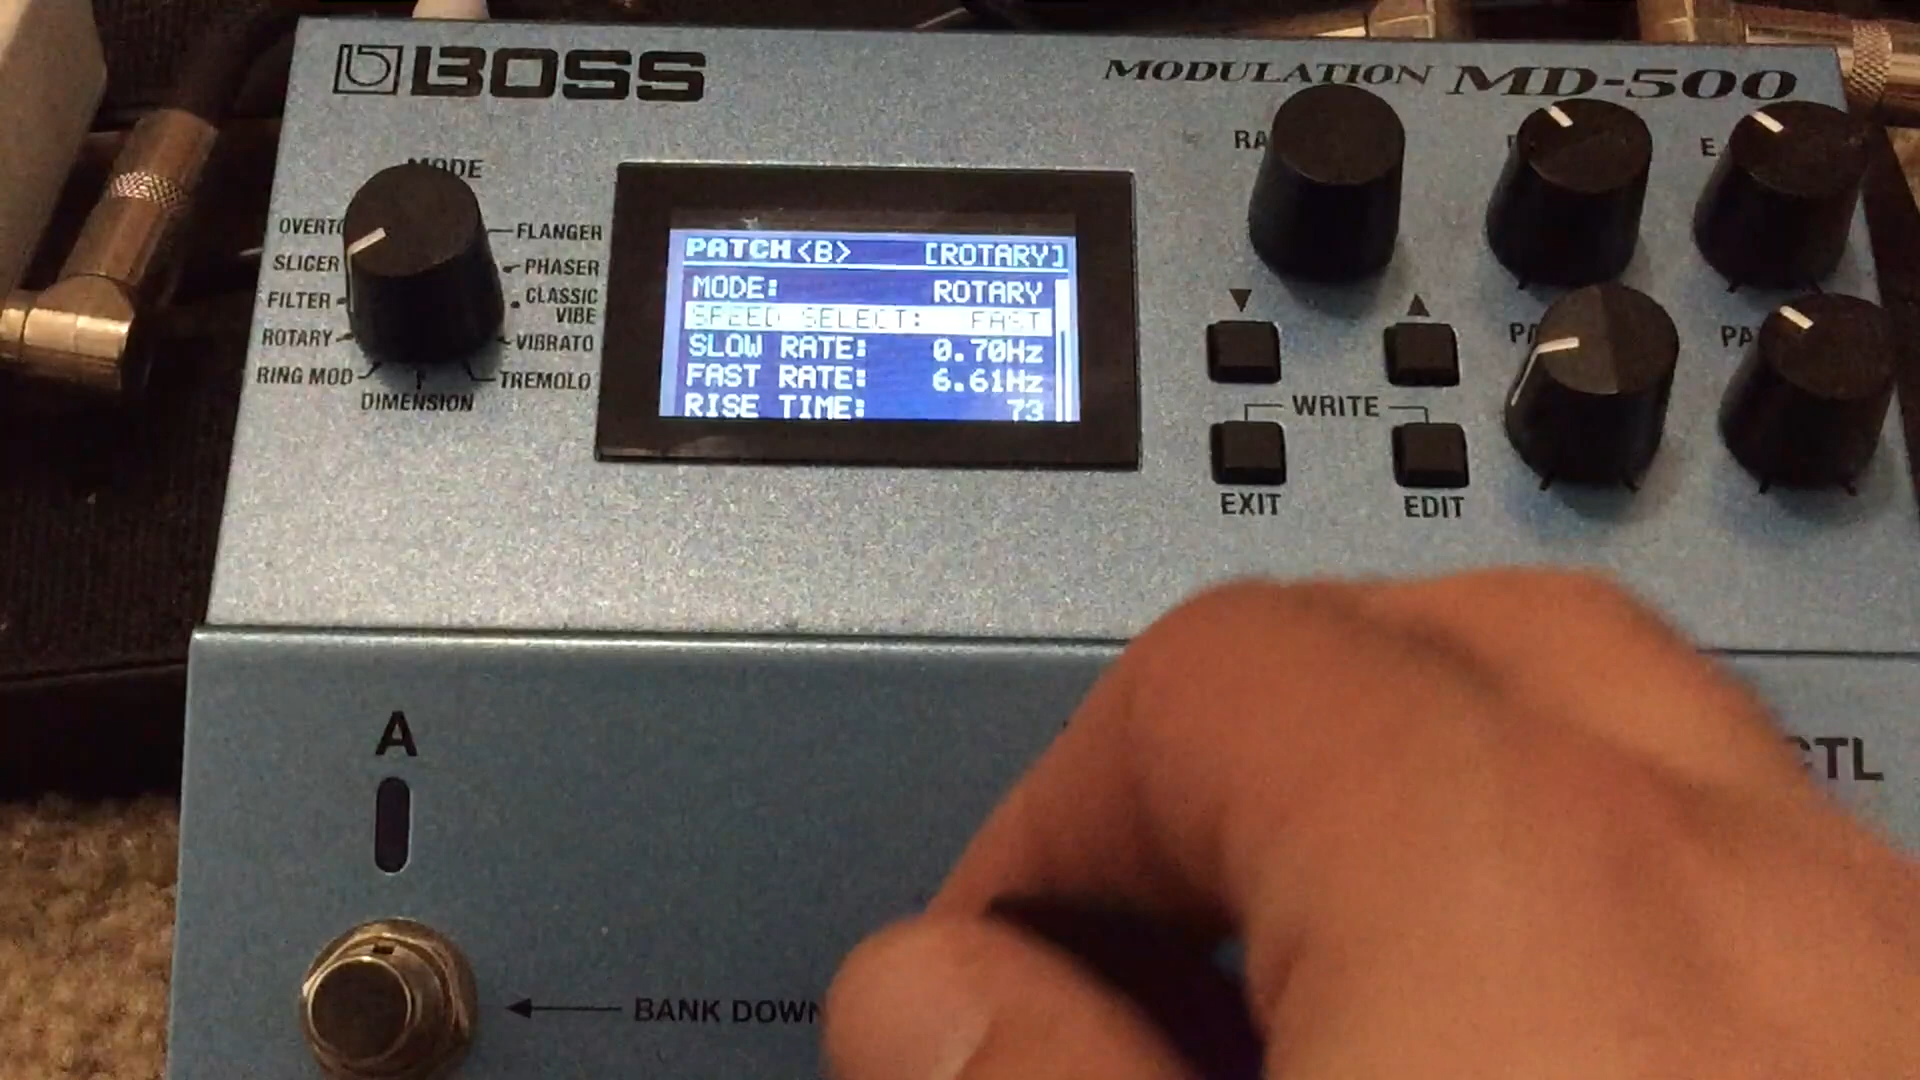 BOSS
MODULATION MD-500
MODE
OVERTO
SLICER
FILTER
ROTARY
RING MOD
DIMENSION
FLANGER
PHASER
CLASSIC
VIBE
VIBRATO
TREMOLO
PATCH<B> [ROTARY]
MODE: ROTARY
SPEED SELECT: FAST
SLOW RATE: 0.70Hz
FAST RATE: 6.61Hz
RISE TIME: 73
RA
E.
▼ ▲
PA
PA
WRITE
EXIT
EDIT
A
CTL
BANK DOWN